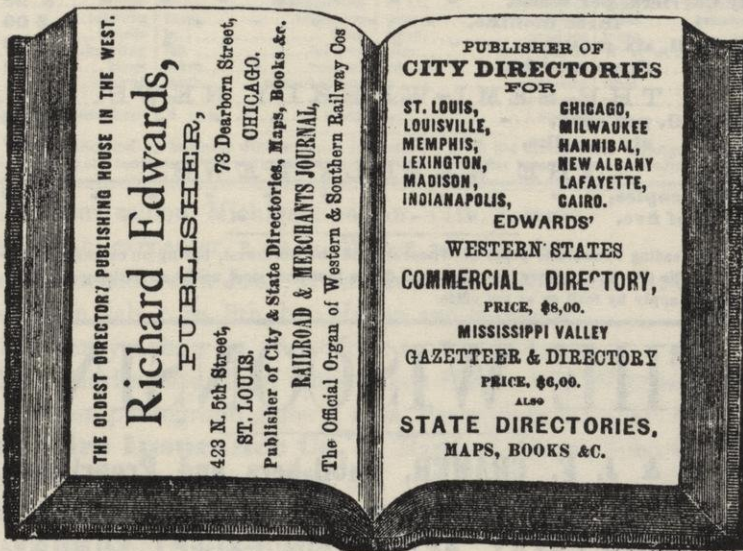 THE OLDEST DIRECTORY PUBLISHING HOUSE IN THE WEST.
Richard Edwards,
PUBLISHER,
423 N. 5th Street, 73 Dearborn Street,
ST. LOUIS. CHICAGO.
Publisher of City & State Directories, Maps, Books &c.
RAILROAD & MERCHANTS JOURNAL,
The Official Organ of Western & Southern Railway Cos
PUBLISHER OF
CITY DIRECTORIES
FOR
ST. LOUIS, CHICAGO,
LOUISVILLE, MILWAUKEE
MEMPHIS, HANNIBAL,
LEXINGTON, NEW ALBANY
MADISON, LAFAYETTE,
INDIANAPOLIS, CAIRO.
EDWARDS'
WESTERN STATES
COMMERCIAL DIRECTORY,
PRICE, $8,00.
MISSISSIPPI VALLEY
GAZETTEER & DIRECTORY
PRICE, $6,00.
ALSO
STATE DIRECTORIES,
MAPS, BOOKS &C.